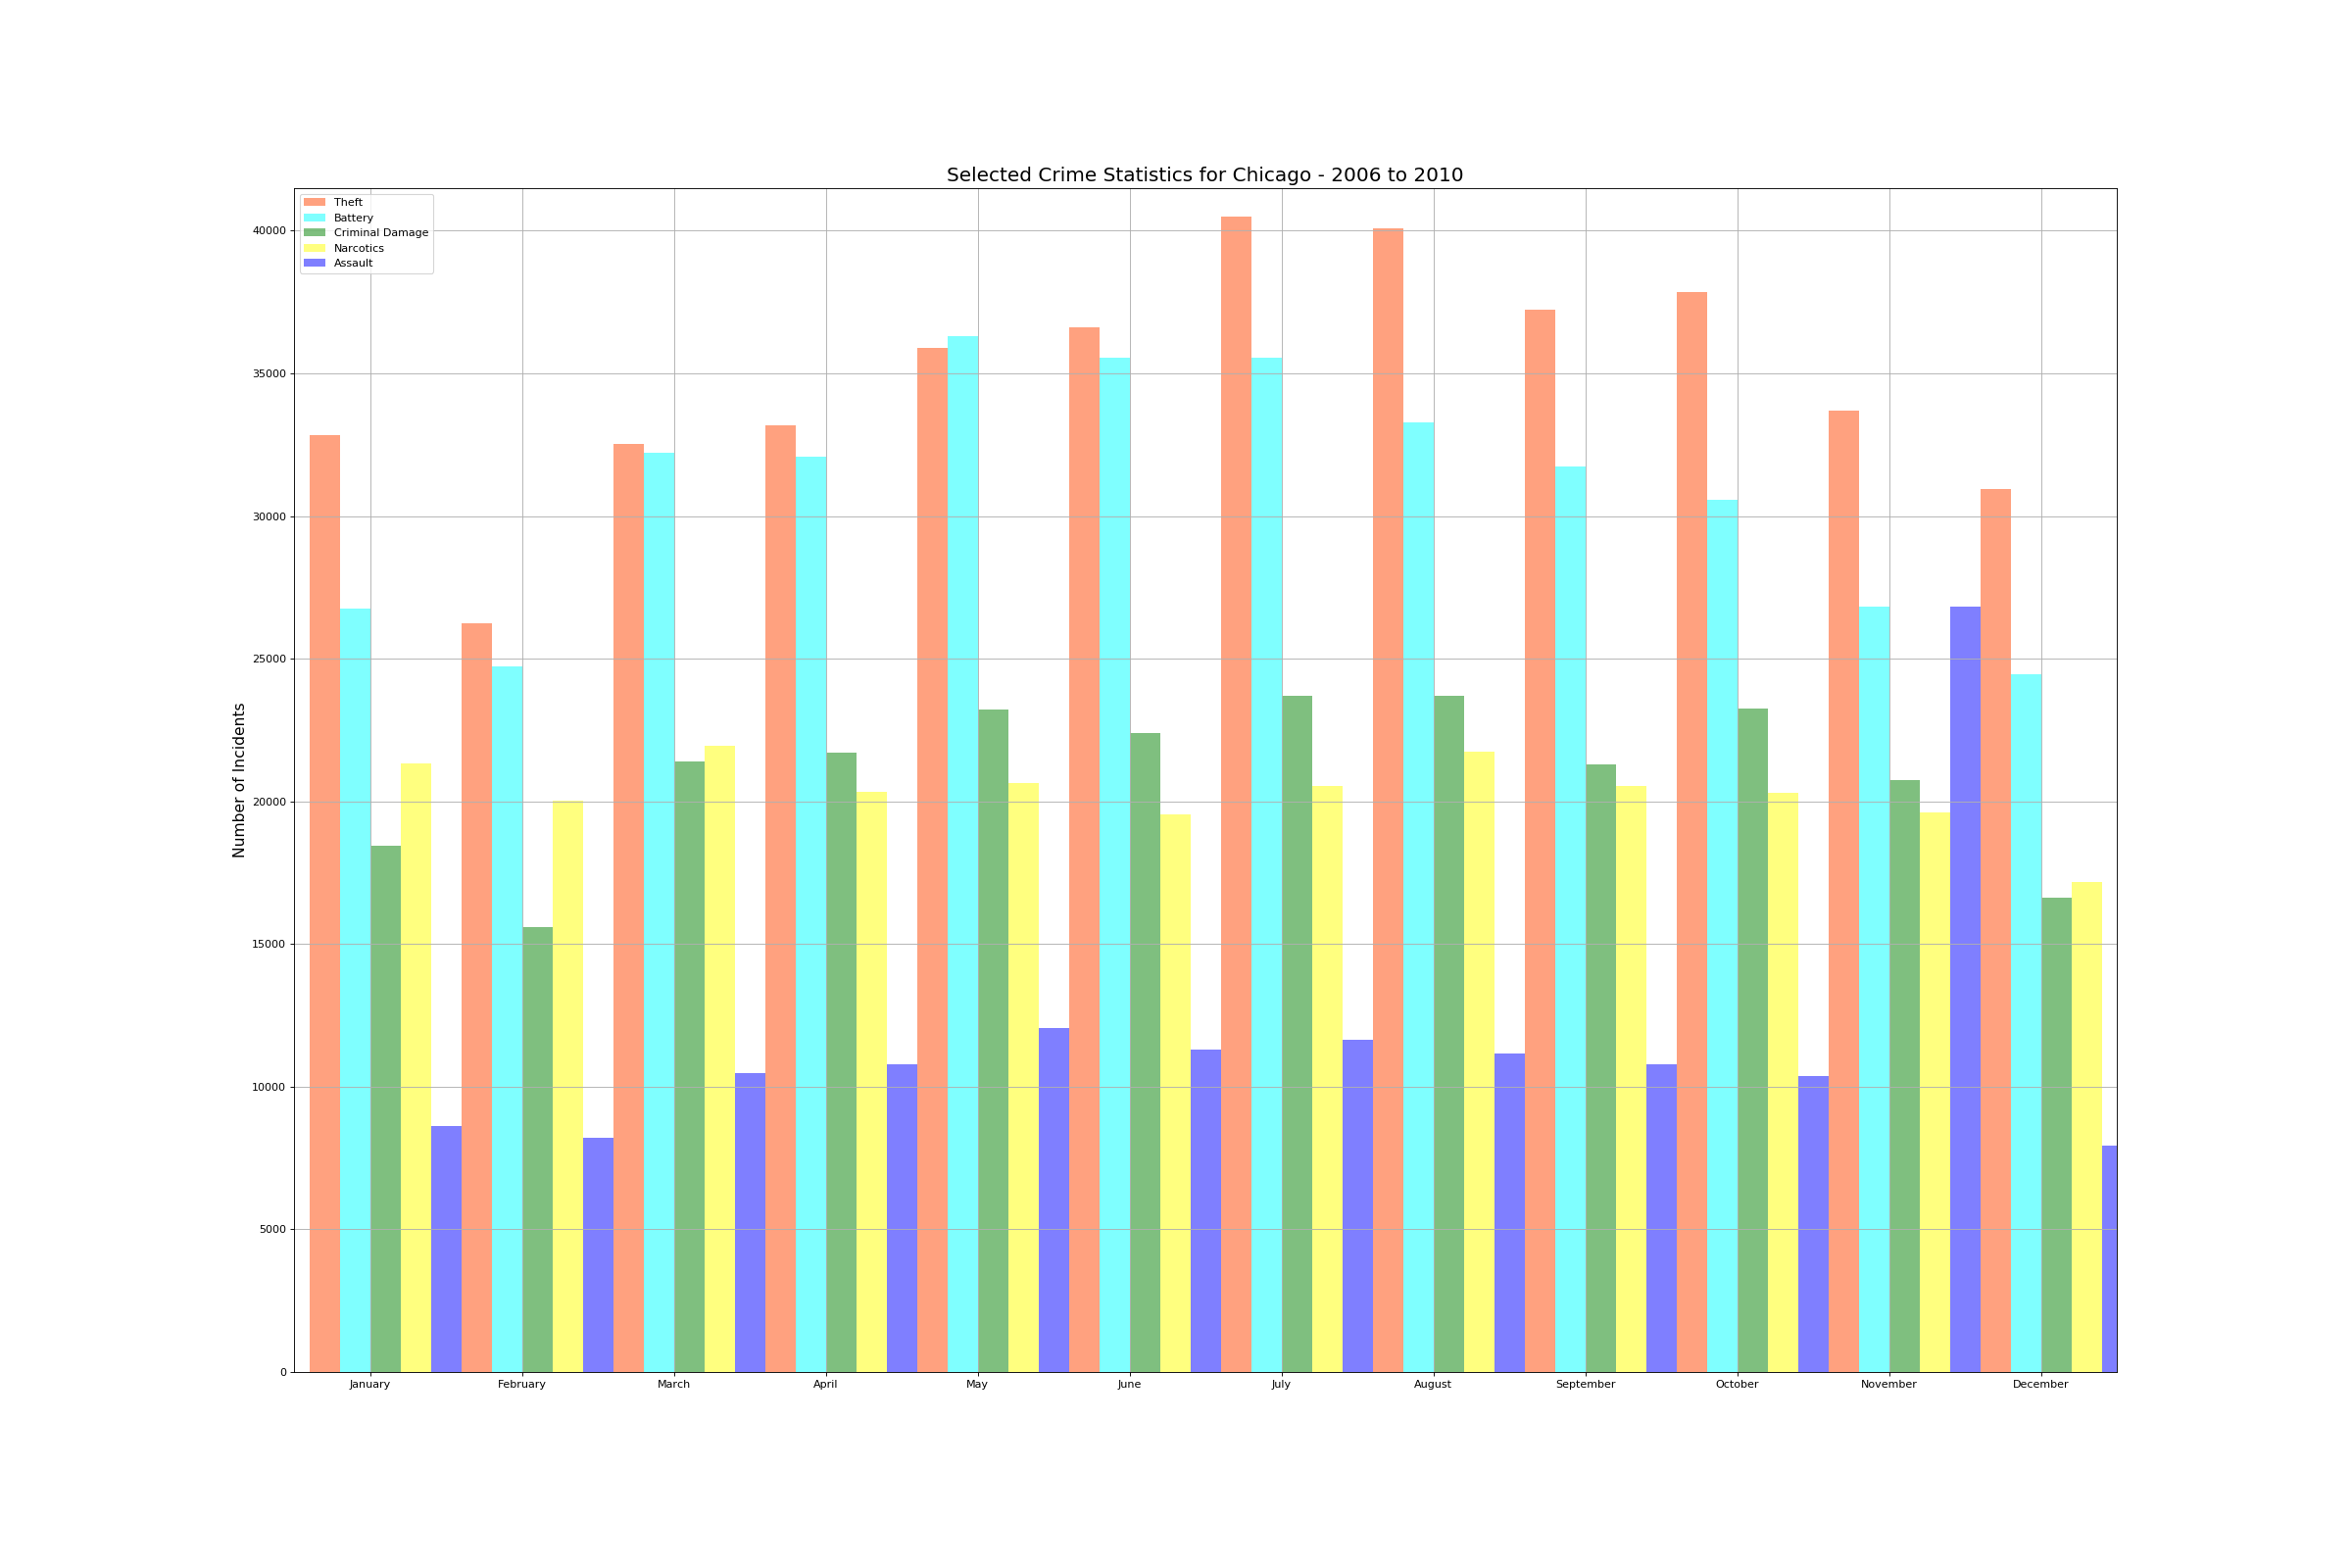 Selected Crime Statistics for Chicago - 2006 to 2010
Theft
Battery
Criminal Damage
Narcotics
Assault
Number of Incidents
40000
35000
30000
25000
20000
15000
10000
5000
0
January February March April May June July August September October November December